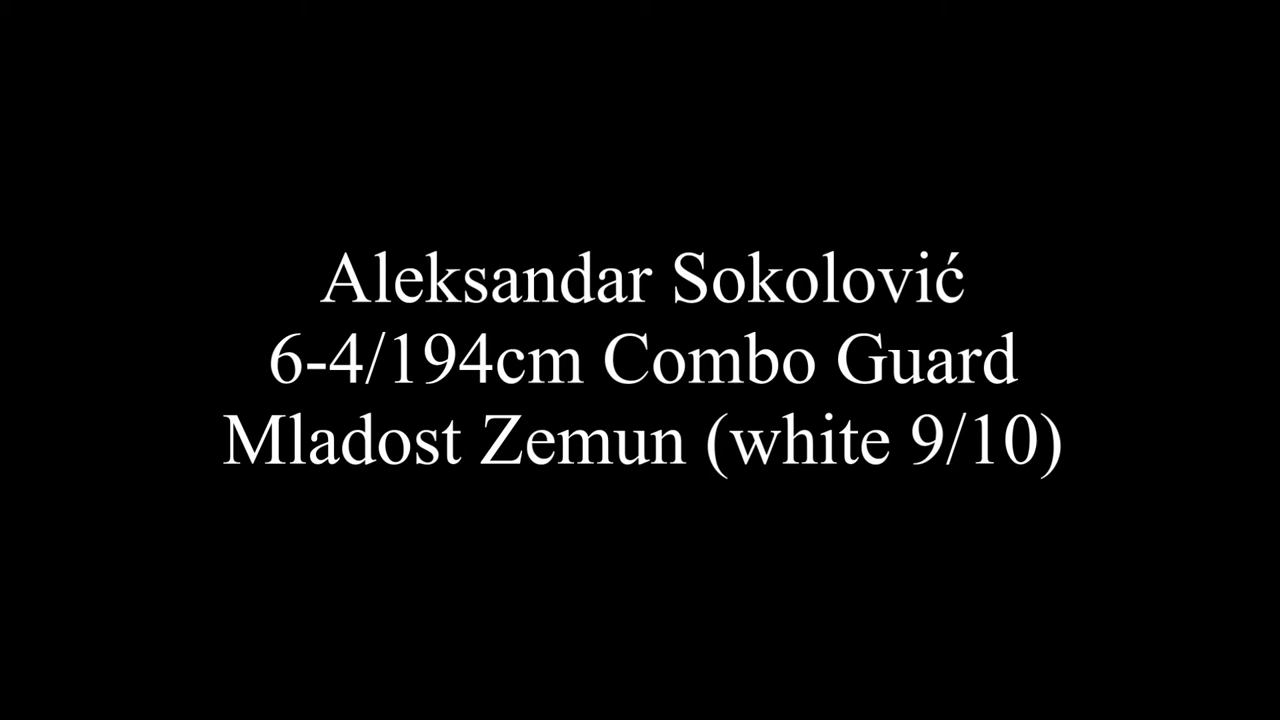 Aleksandar Sokolović
6-4/194cm Combo Guard
Mladost Zemun (white 9/10)